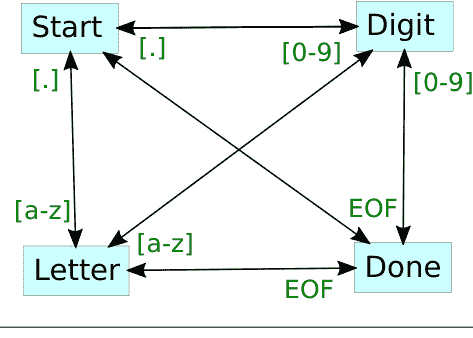 Start
Digit
[.]
[0-9]
[.]
[0-9]
[a-z]
EOF
[a-z]
Letter
Done
EOF